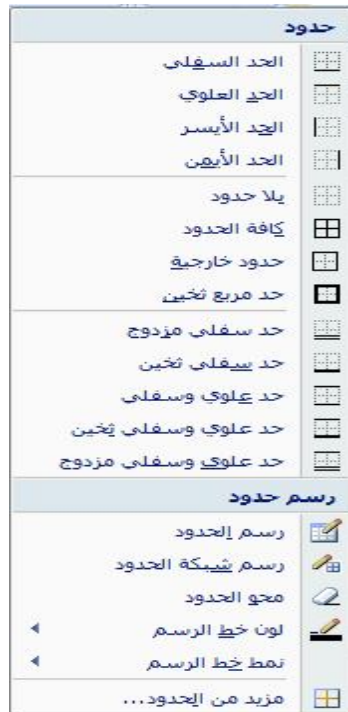 حدود
الحد السفلي
الحد العلوي
الحد الأيسر
الحد الأيمن
بلا حدود
كافة الحدود
حدود خارجية
حد مربع ثخين
حد سفلي مزدوج
حد سفلي ثخين
حد علوي وسفلي
حد علوي وسفلي ثخين
حد علوي وسفلي مزدوج
رسم حدود
رسم الحدود
رسم شبكة الحدود
محو الحدود
لون خط الرسم
نمط خط الرسم
مزيد من الحدود...